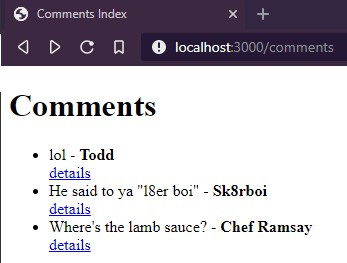 Comments Index
localhost:3000/comments
Comments
lol - Todd
details
He said to ya "l8er boi" - Sk8rboi
details
Where's the lamb sauce? - Chef Ramsay
details